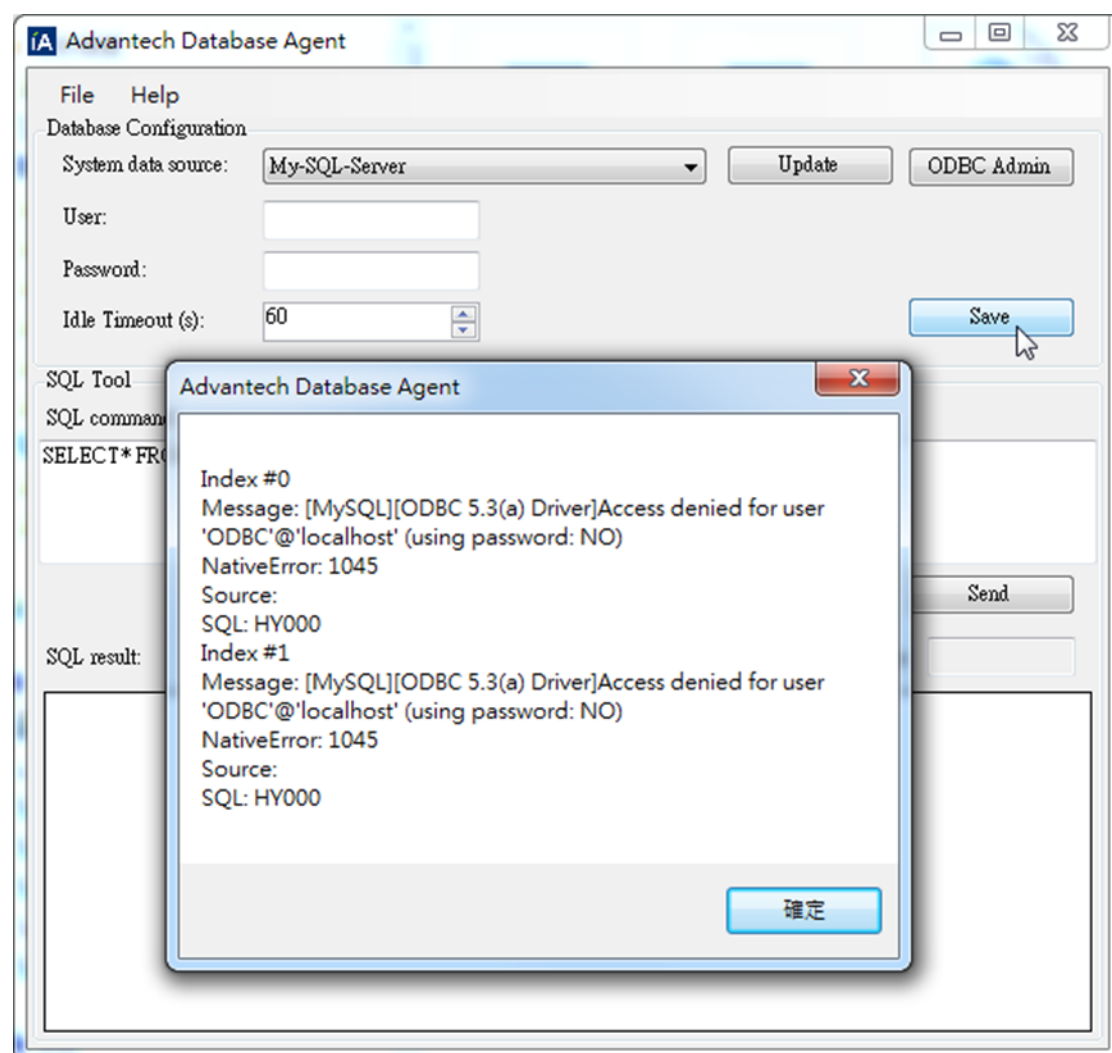 Advantech Database Agent
File Help
Database Configuration
System data source: My-SQL-Server Update ODBC Admin
User:
Password:
Idle Timeout (s): 60 Save
SQL Tool
Advantech Database Agent
SQL comman
SELECT* FR
Index #0
Message: [MySQL][ODBC 5.3(a) Driver]Access denied for user
'ODBC'@'localhost' (using password: NO)
NativeError: 1045
Source:
Send
SQL: HY000
Index #1
SQL result:
Message: [MySQL][ODBC 5.3(a) Driver]Access denied for user
'ODBC'@'localhost' (using password: NO)
NativeError: 1045
Source:
SQL: HY000
確定